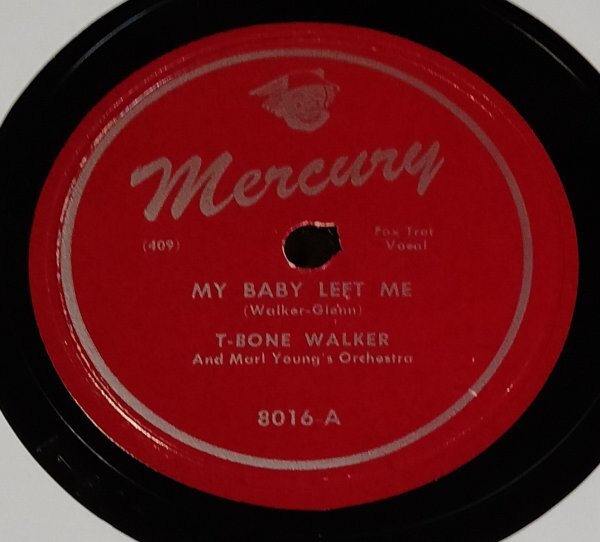 Mercury
(409)
Fox Trot
Vocal
MY BABY LEFT ME
(Walker-Glenn)
T-BONE WALKER
And Marl Young's Orchestra
8016-A